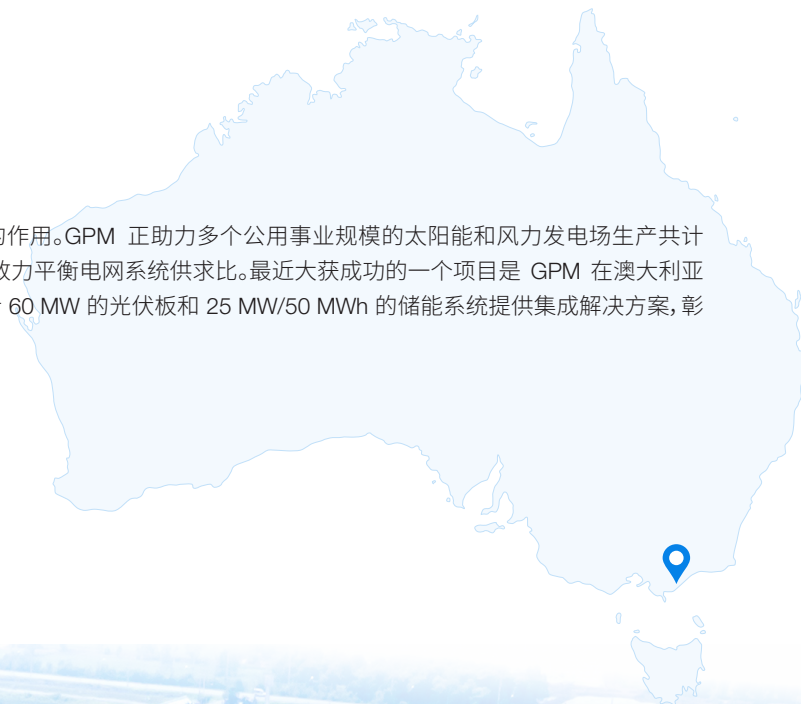 的作用。GPM 正助力多个公用事业规模的太阳能和风力发电场生产共计
效力平衡电网系统供求比。最近大获成功的一个项目是 GPM 在澳大利亚
60 MW 的光伏板和 25 MW/50 MWh 的储能系统提供集成解决方案，彰